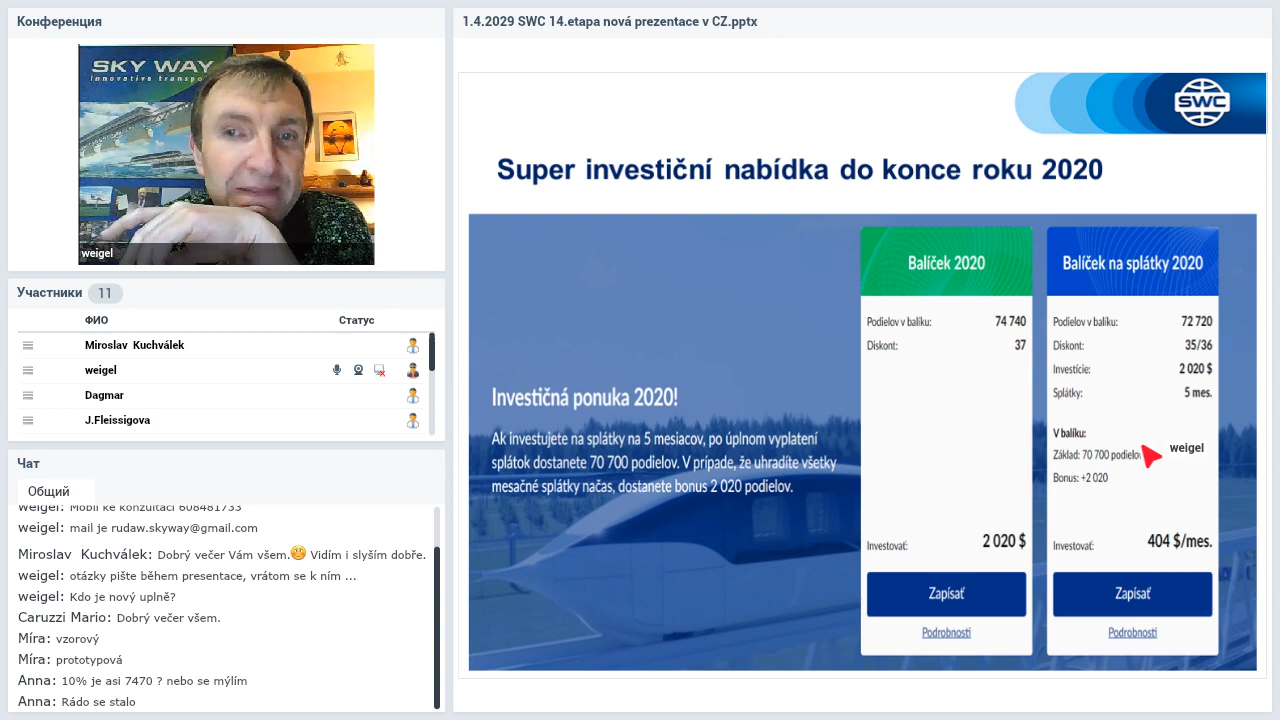 Конференция
SKY WAY
weigel
Участники 11
ФИО Статус
Miroslav Kuchválek
weigel
Dagmar
J.Fleissigova
Чат
Общий
weigel: Mobil ke konzultaci 608481733
weigel: mail je rudaw.skyway@gmail.com
Miroslav Kuchválek: Dobrý večer Vám všem. Vidím i slyším dobře.
weigel: otázky pište během presentace, vrátom se k ním ...
weigel: Kdo je nový uplně?
Caruzzi Mario: Dobrý večer všem.
Míra: vzorový
Míra: prototypová
Anna: 10% je asi 7470 ? nebo se mýlím
Anna: Rádo se stalo
1.4.2029 SWC 14.etapa nová prezentace v CZ.pptx
SWC
Super investiční nabídka do konce roku 2020
Investičná ponuka 2020!
Ak investujete na splátky na 5 mesiacov, po úplnom vyplatení
splátok dostanete 70 700 podielov. V prípade, že uhradíte všetky
mesačné splátky načas, dostanete bonus 2 020 podielov.
Balíček 2020
Podielov v balíku: 74 740
Diskont: 37
Investovať: 2 020 $
Zapísať
Podrobnosti
Balíček na splátky 2020
Podielov v balíku: 72 720
Diskont: 35/36
Investície: 2 020 $
Splátky: 5 mes.
V balíku:
Základ: 70 700 podielov
weigel
Bonus: +2 020
Investovať: 404 $/mes.
Zapísať
Podrobnosti